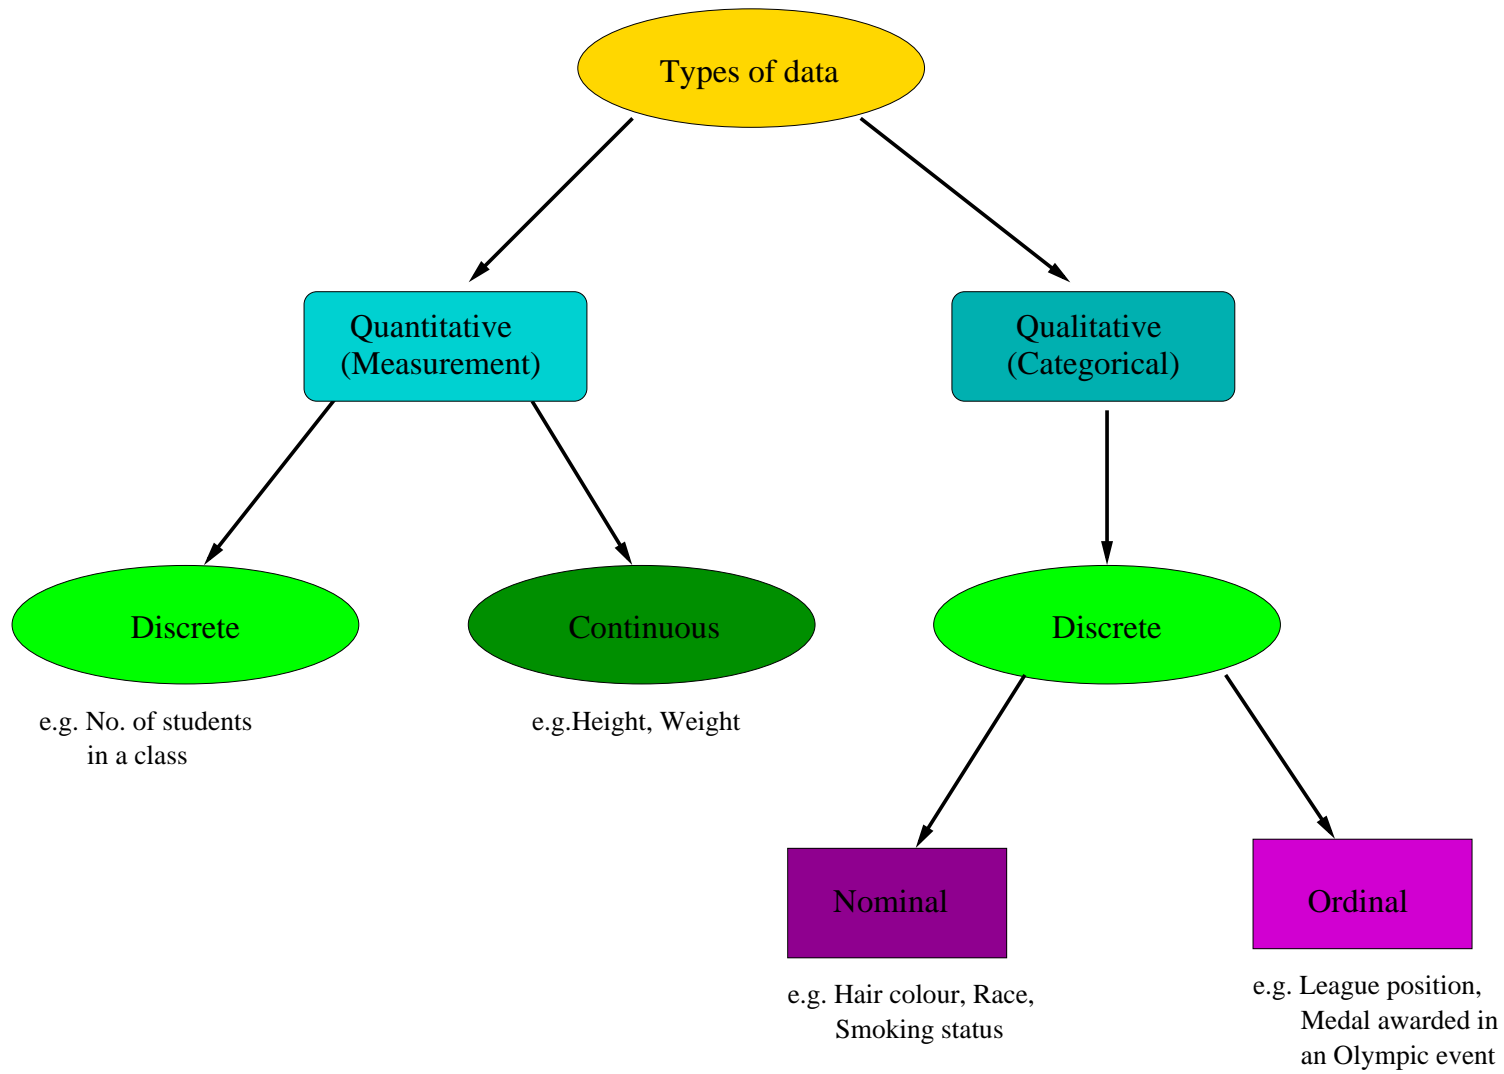 Types of data
Quantitative
(Measurement)
Qualitative
(Categorical)
Discrete
Continuous
Discrete
e.g. No. of students
in a class
e.g.Height, Weight
Nominal
Ordinal
e.g. Hair colour, Race,
Smoking status
e.g. League position,
Medal awarded in
an Olympic event